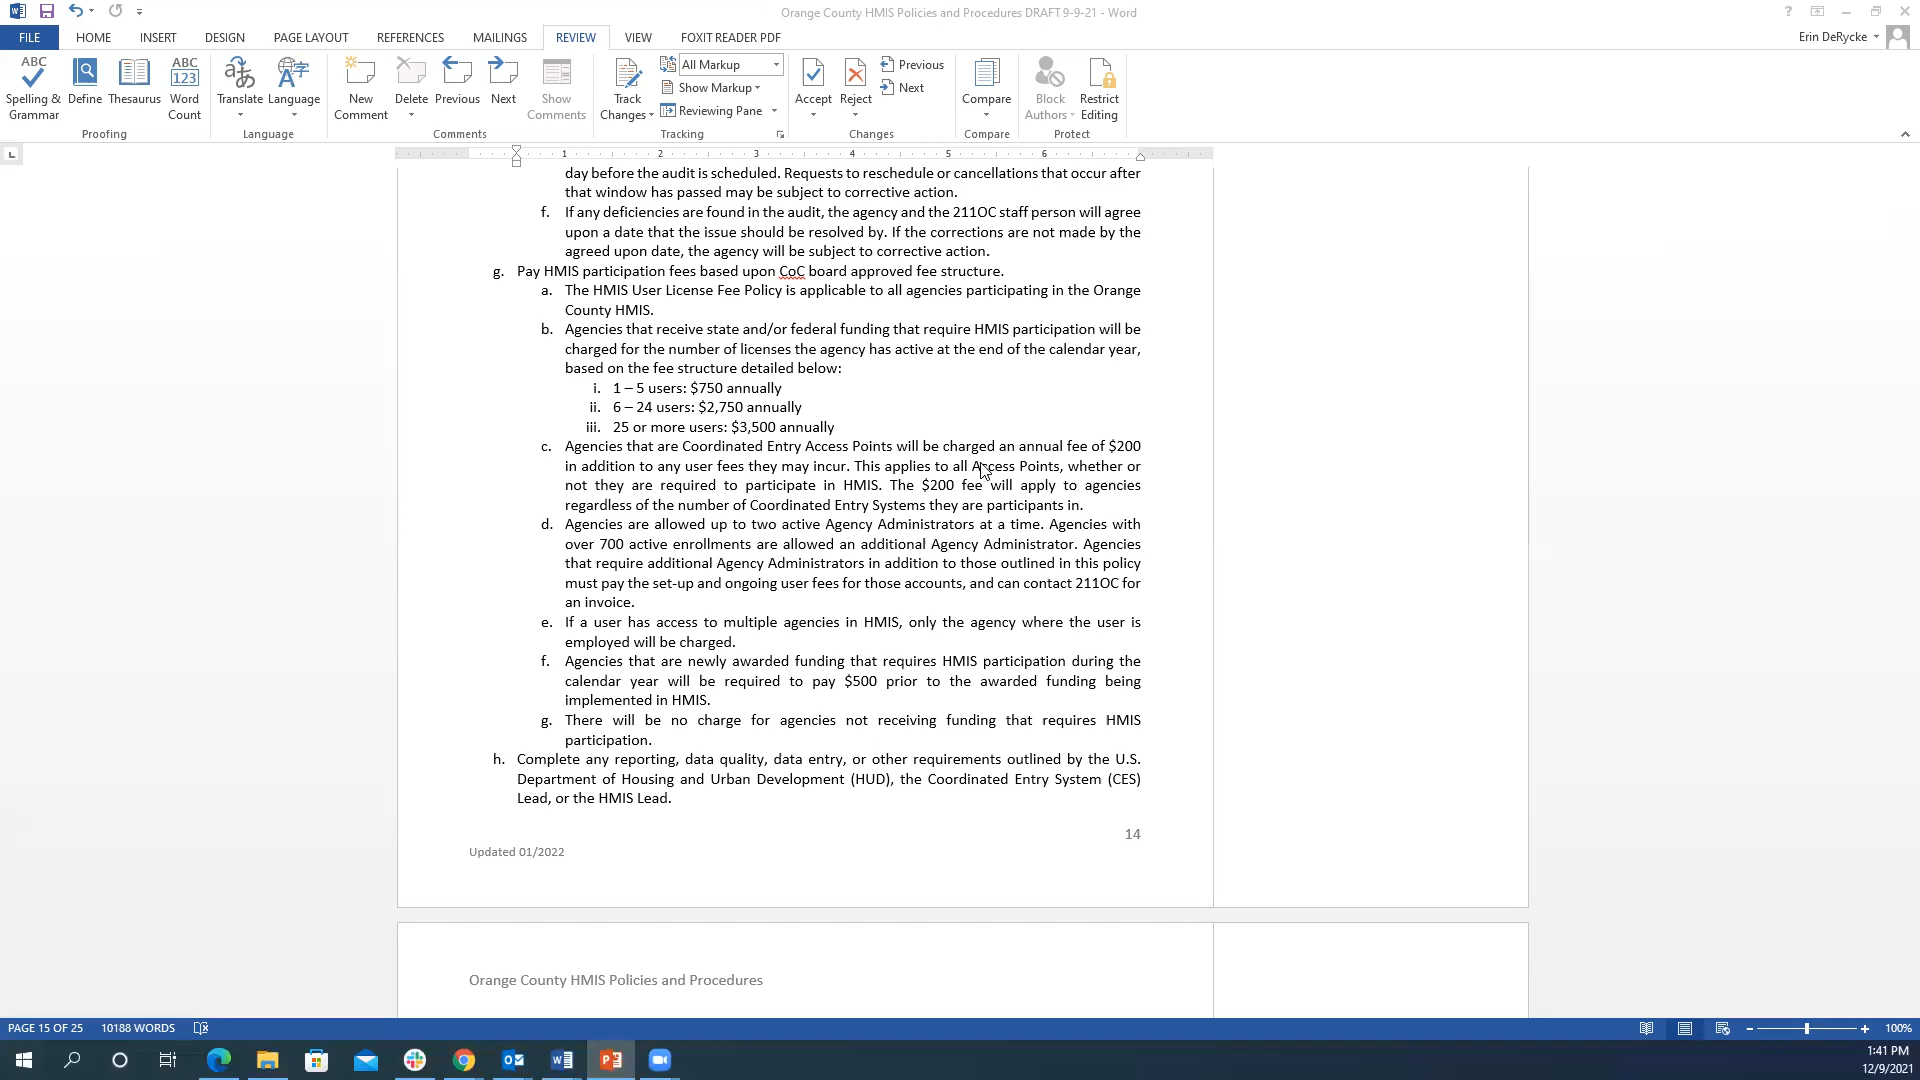 Orange County HMIS Policies and Procedures DRAFT 9-9-21 - Word
FILE HOME INSERT DESIGN PAGE LAYOUT REFERENCES MAILINGS REVIEW VIEW FOXIT READER PDF Erin DeRycke
ABC Spelling & Grammar
Define
Thesaurus
ABC 123 Word Count
Translate
Language
New Comment
Delete
Previous
Next
Show Comments
Track Changes
All Markup
Show Markup
Reviewing Pane
Accept
Reject
Previous
Next
Compare
Block Authors
Restrict Editing
Proofing Language Comments Tracking Changes Compare Protect
1 2 3 4 5 6
day before the audit is scheduled. Requests to reschedule or cancellations that occur after
that window has passed may be subject to corrective action.
f. If any deficiencies are found in the audit, the agency and the 211OC staff person will agree
upon a date that the issue should be resolved by. If the corrections are not made by the
agreed upon date, the agency will be subject to corrective action.
g. Pay HMIS participation fees based upon CoC board approved fee structure.
a. The HMIS User License Fee Policy is applicable to all agencies participating in the Orange
County HMIS.
b. Agencies that receive state and/or federal funding that require HMIS participation will be
charged for the number of licenses the agency has active at the end of the calendar year,
based on the fee structure detailed below:
i. 1 – 5 users: $750 annually
ii. 6 – 24 users: $2,750 annually
iii. 25 or more users: $3,500 annually
c. Agencies that are Coordinated Entry Access Points will be charged an annual fee of $200
in addition to any user fees they may incur. This applies to all Access Points, whether or
not they are required to participate in HMIS. The $200 fee will apply to agencies
regardless of the number of Coordinated Entry Systems they are participants in.
d. Agencies are allowed up to two active Agency Administrators at a time. Agencies with
over 700 active enrollments are allowed an additional Agency Administrator. Agencies
that require additional Agency Administrators in addition to those outlined in this policy
must pay the set-up and ongoing user fees for those accounts, and can contact 211OC for
an invoice.
e. If a user has access to multiple agencies in HMIS, only the agency where the user is
employed will be charged.
f. Agencies that are newly awarded funding that requires HMIS participation during the
calendar year will be required to pay $500 prior to the awarded funding being
implemented in HMIS.
g. There will be no charge for agencies not receiving funding that requires HMIS
participation.
h. Complete any reporting, data quality, data entry, or other requirements outlined by the U.S.
Department of Housing and Urban Development (HUD), the Coordinated Entry System (CES)
Lead, or the HMIS Lead.
14
Updated 01/2022
Orange County HMIS Policies and Procedures
PAGE 15 OF 25 10188 WORDS 100%
1:41 PM
12/9/2021